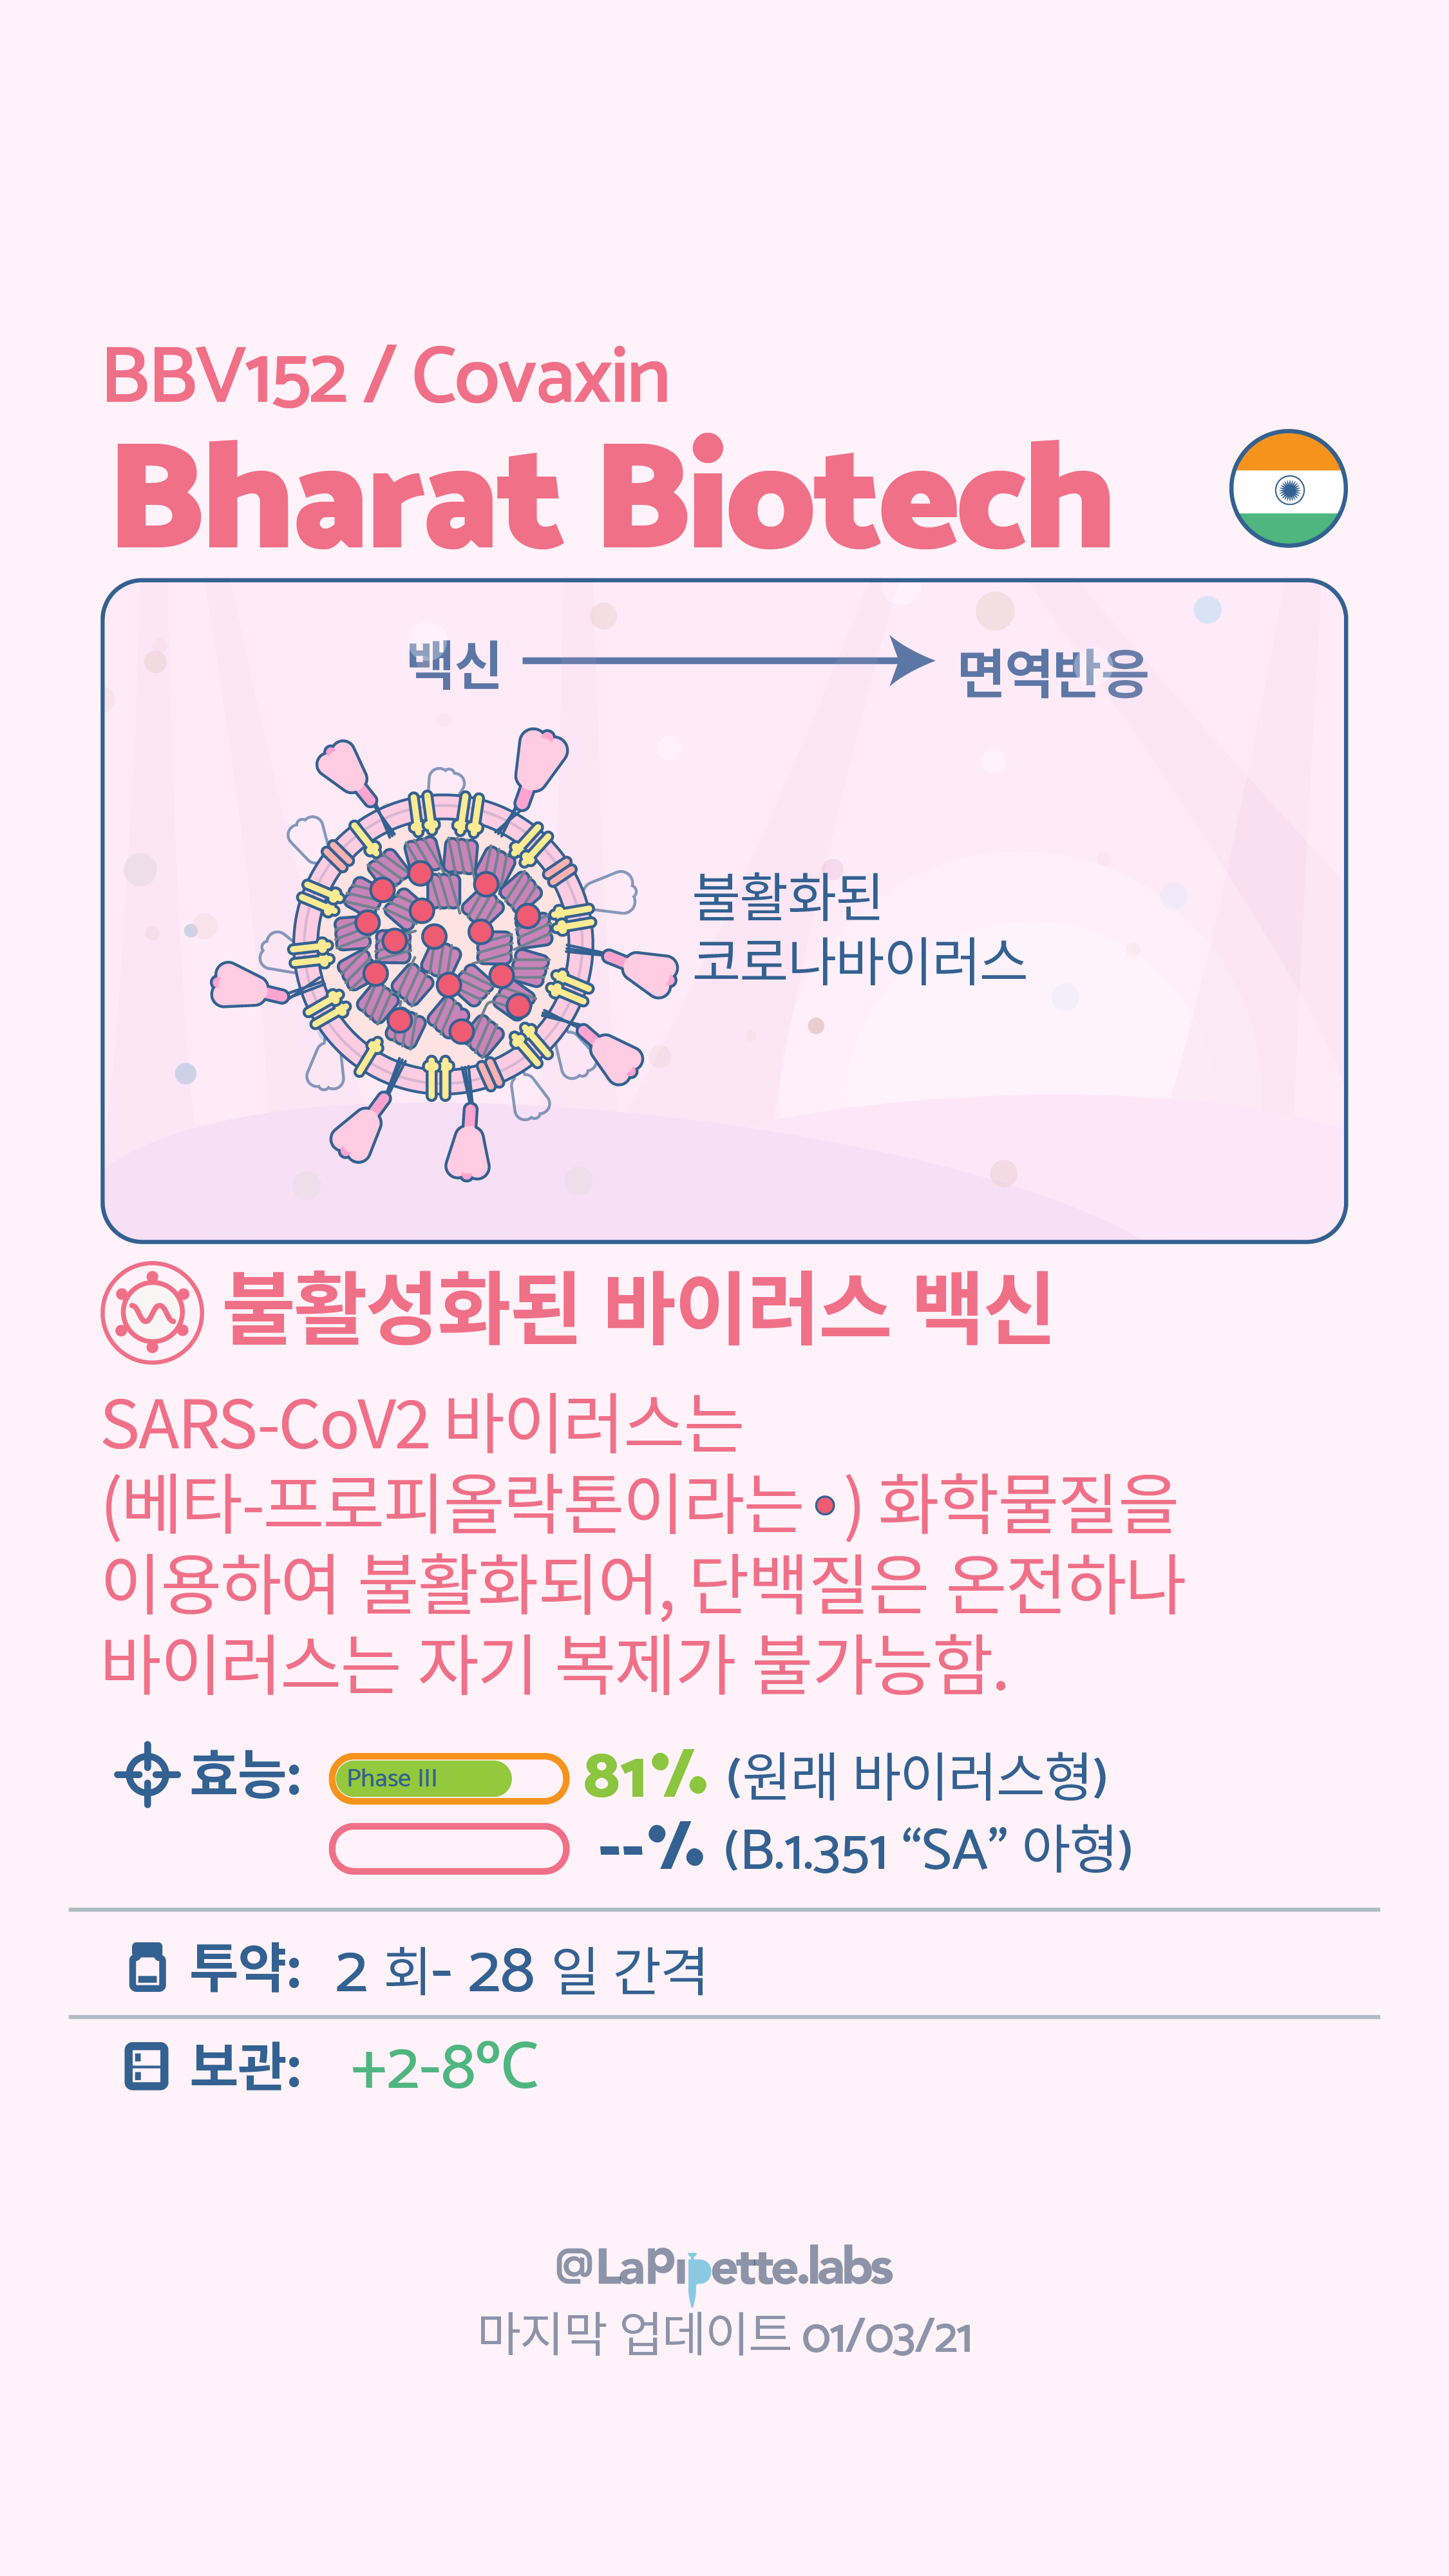 BBV152 / Covaxin
Bharat Biotech
백신
면역반응
불활화된
코로나바이러스
불활성화된 바이러스 백신
SARS-CoV2 바이러스는
(베타-프로피올락톤이라는 ) 화학물질을
이용하여 불활화되어, 단백질은 온전하나
바이러스는 자기 복제가 불가능함.
효능: Phase III 81% (원래 바이러스형)
--% (B.1.351 “SA” 아형)
투약: 2 회- 28 일 간격
보관: +2-8ºC
@Lapipette.labs
마지막 업데이트 01/03/21